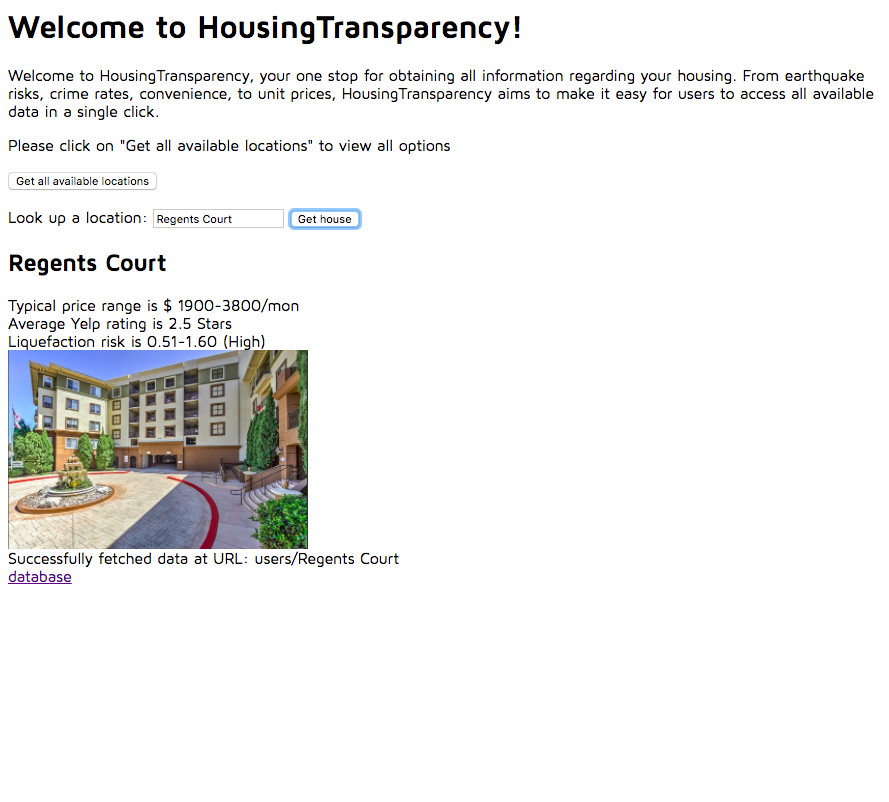 Welcome to HousingTransparency!
Welcome to HousingTransparency, your one stop for obtaining all information regarding your housing. From earthquake
risks, crime rates, convenience, to unit prices, HousingTransparency aims to make it easy for users to access all available
data in a single click.
Please click on "Get all available locations" to view all options
Get all available locations
Look up a location: Regents Court Get house
Regents Court
Typical price range is $ 1900-3800/mon
Average Yelp rating is 2.5 Stars
Liquefaction risk is 0.51-1.60 (High)
Successfully fetched data at URL: users/Regents Court
database